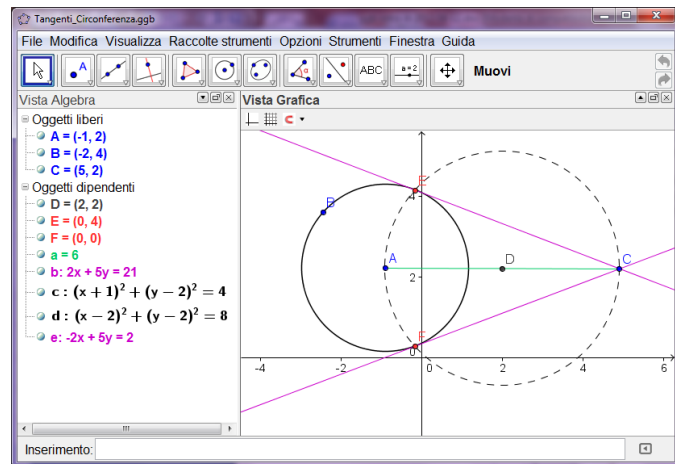 Tangenti_Circonferenza.ggb
File Modifica Visualizza Raccolte strumenti Opzioni Strumenti Finestra Guida
A ABC a=2 Muovi
Vista Algebra
Vista Grafica
Oggetti liberi
A = (-1, 2)
B = (-2, 4)
C = (5, 2)
Oggetti dipendenti
D = (2, 2)
E = (0, 4)
F = (0, 0)
a = 6
b: 2x + 5y = 21
c : (x + 1)² + (y − 2)² = 4
d : (x − 2)² + (y − 2)² = 8
e: -2x + 5y = 2
E
4
B
A
D
C
2
F
0
-4 -2 0 2 4 6
Inserimento: